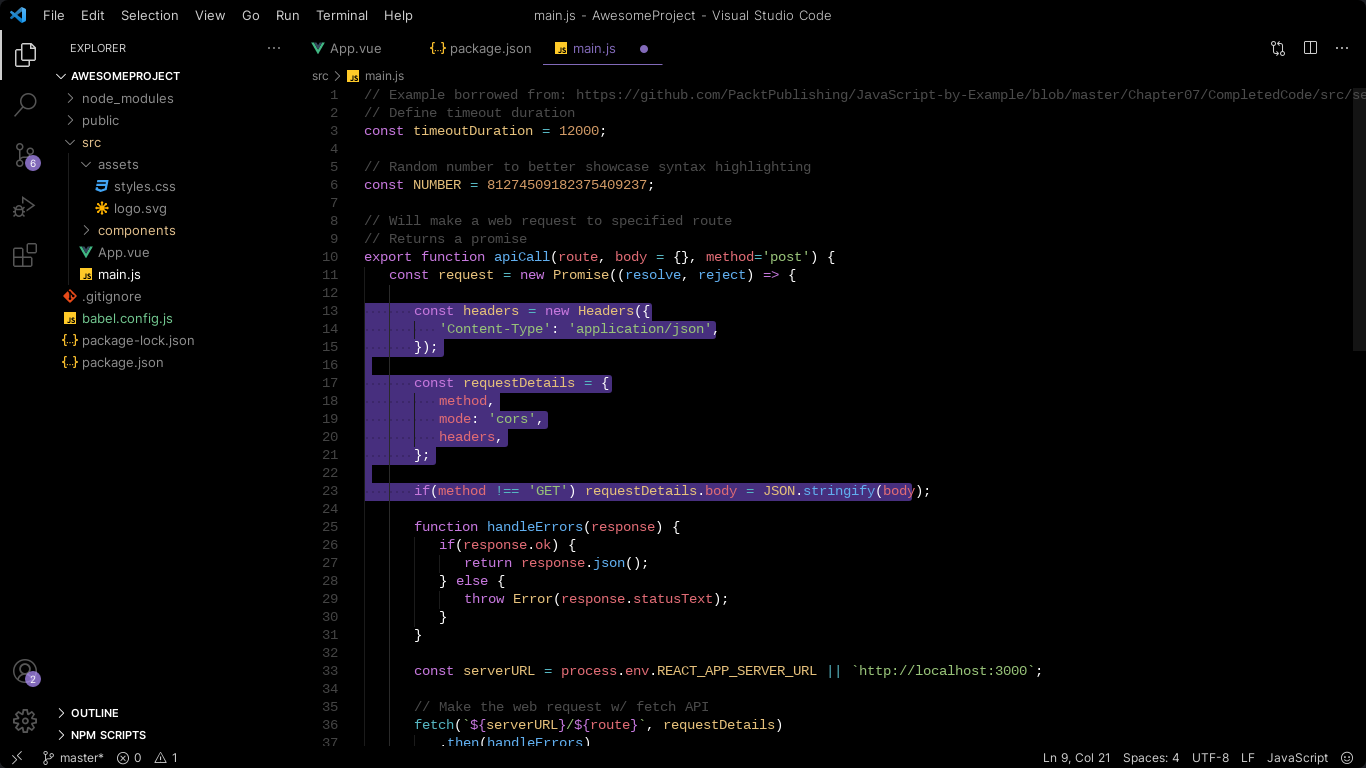 File Edit Selection View Go Run Terminal Help main.js - AwesomeProject - Visual Studio Code
EXPLORER ···
App.vue {..} package.json JS main.js
AWESOMEPROJECT
node_modules
public
src
assets
styles.css
logo.svg
components
App.vue
JS main.js
.gitignore
JS babel.config.js
{..} package-lock.json
{..} package.json
6
2
OUTLINE
NPM SCRIPTS
src > JS main.js
1 // Example borrowed from: https://github.com/PacktPublishing/JavaScript-by-Example/blob/master/Chapter07/CompletedCode/src/se
2 // Define timeout duration
3 const timeoutDuration = 12000;
4
5 // Random number to better showcase syntax highlighting
6 const NUMBER = 81274509182375409237;
7
8 // Will make a web request to specified route
9 // Returns a promise
10 export function apiCall(route, body = {}, method='post') {
11 const request = new Promise((resolve, reject) => {
12
13 const headers = new Headers({
14 'Content-Type': 'application/json',
15 });
16
17 const requestDetails = {
18 method,
19 mode: 'cors',
20 headers,
21 };
22
23 if(method !== 'GET') requestDetails.body = JSON.stringify(body);
24
25 function handleErrors(response) {
26 if(response.ok) {
27 return response.json();
28 } else {
29 throw Error(response.statusText);
30 }
31 }
32
33 const serverURL = process.env.REACT_APP_SERVER_URL || `http://localhost:3000`;
34
35 // Make the web request w/ fetch API
36 fetch(`${serverURL}/${route}`, requestDetails)
37 .then(handleErrors)
master* 0 1 Ln 9, Col 21 Spaces: 4 UTF-8 LF JavaScript